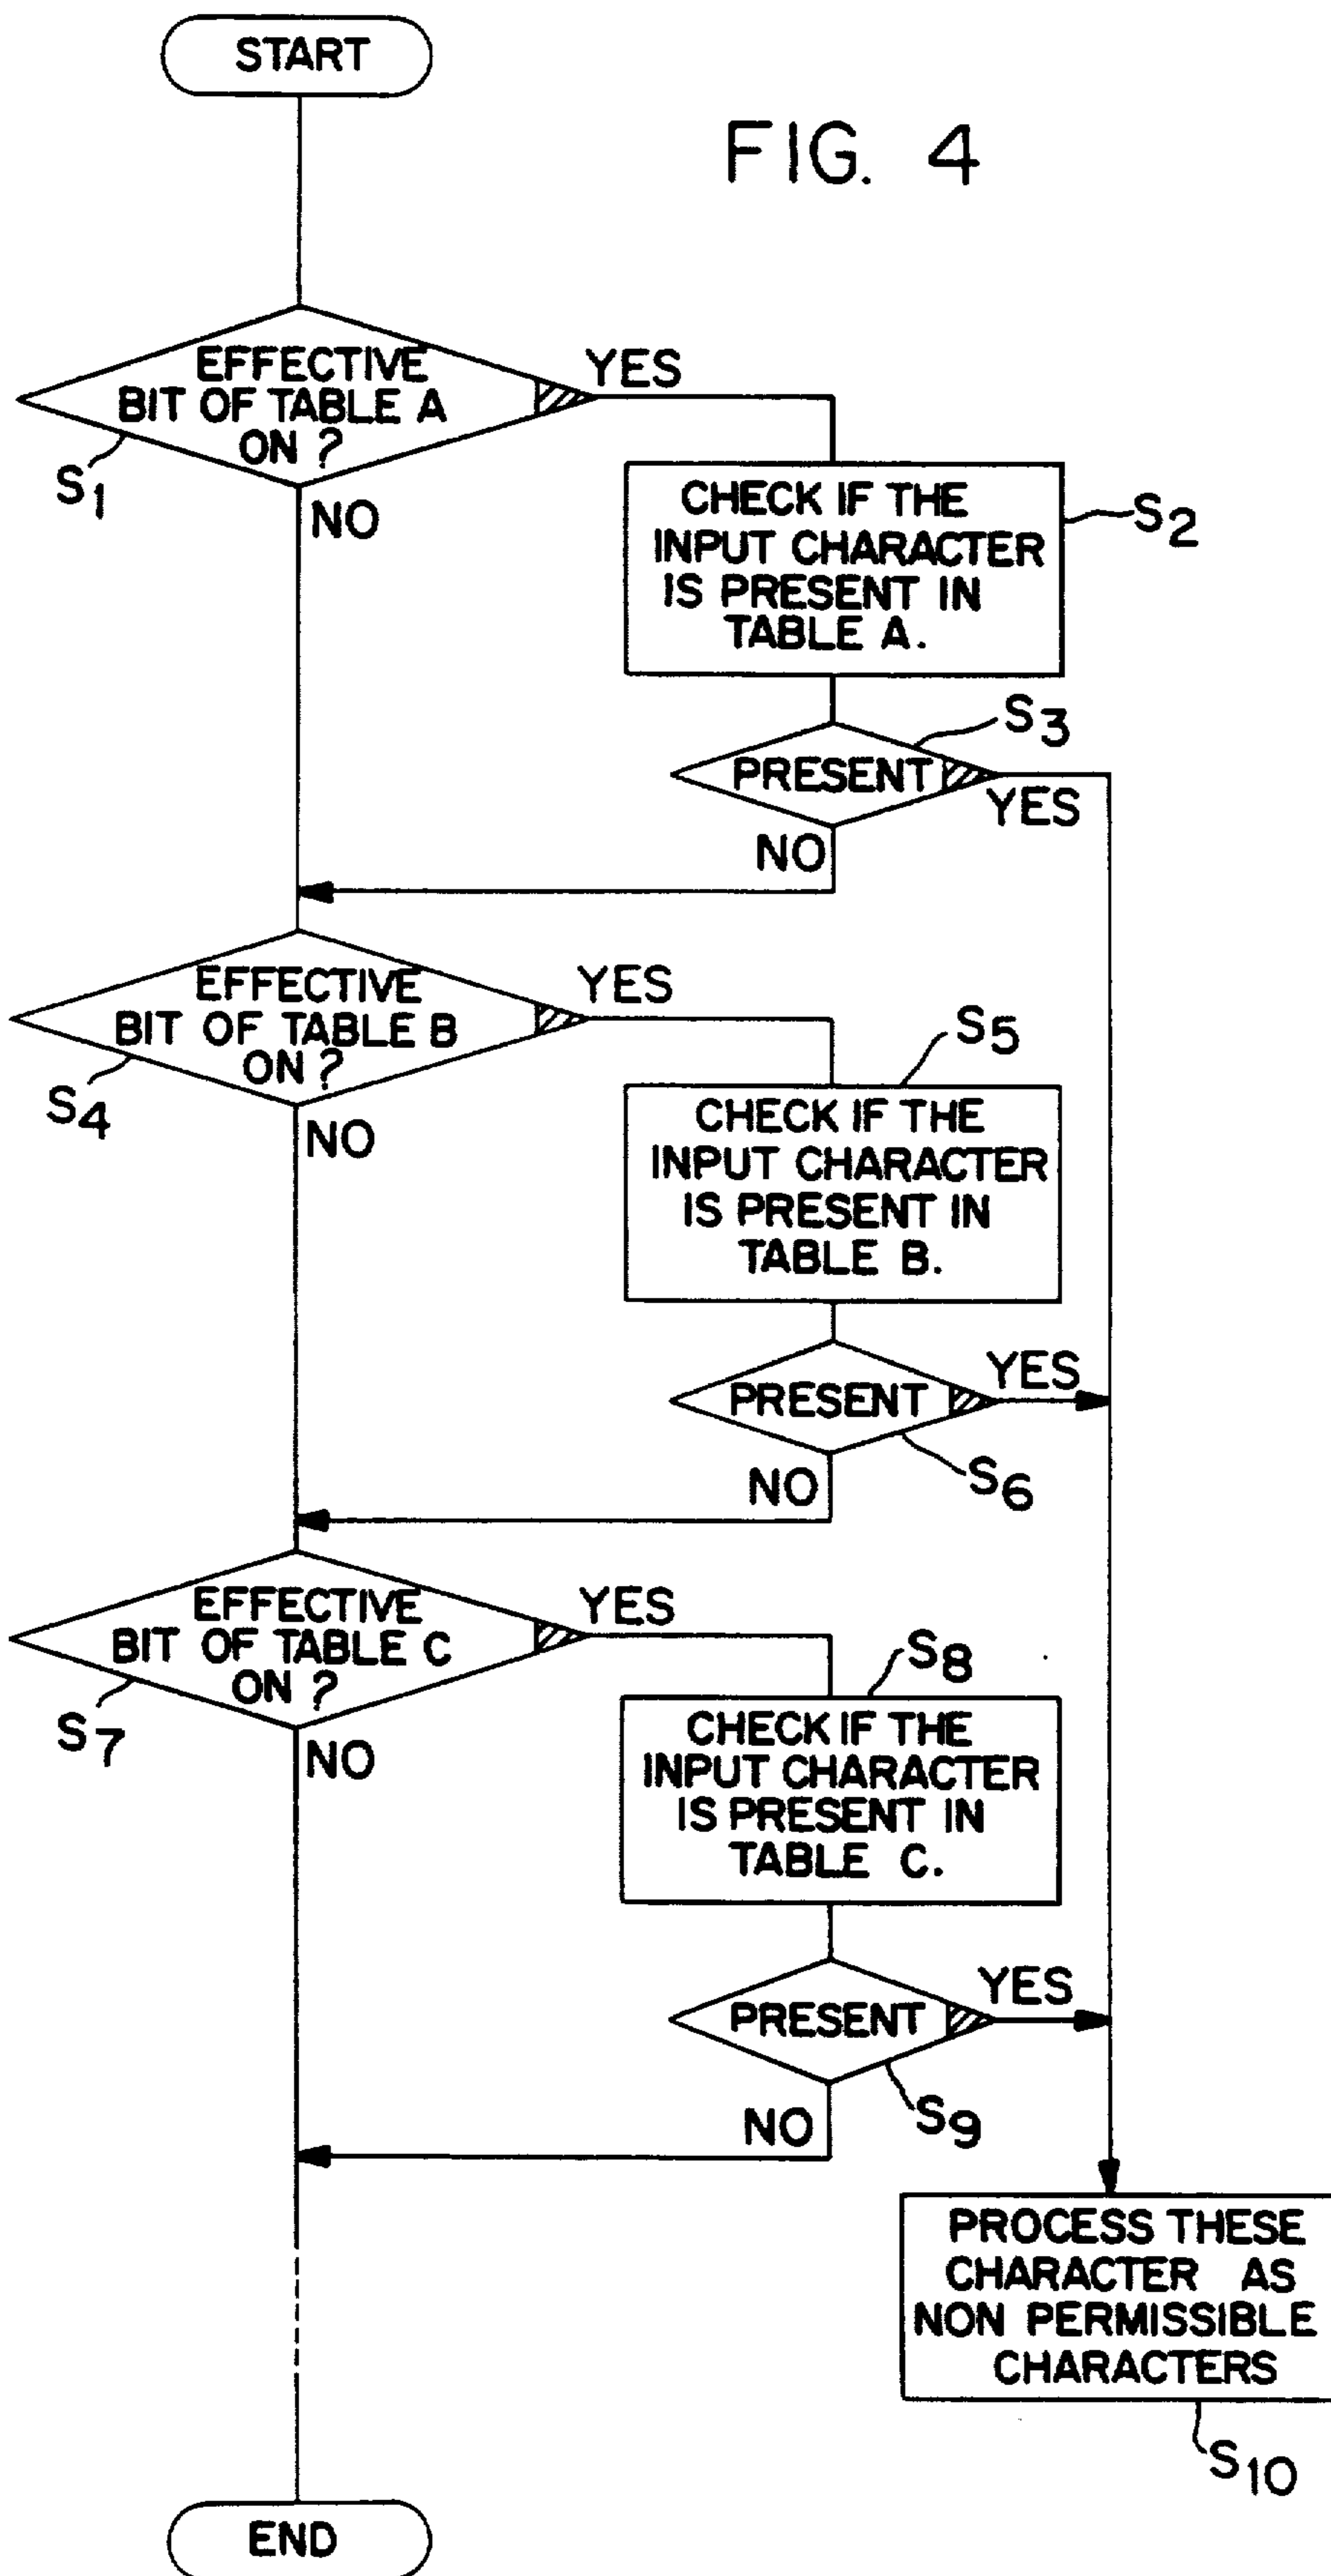 START
FIG. 4
EFFECTIVE
BIT OF TABLE A
ON ?
YES
S1
NO
CHECK IF THE
INPUT CHARACTER
IS PRESENT IN
TABLE A.
S2
S3
PRESENT
YES
NO
EFFECTIVE
BIT OF TABLE B
ON ?
YES
S4
NO
S5
CHECK IF THE
INPUT CHARACTER
IS PRESENT IN
TABLE B.
PRESENT
YES
S6
NO
EFFECTIVE
BIT OF TABLE C
ON ?
YES
S7
NO
S8
CHECK IF THE
INPUT CHARACTER
IS PRESENT IN
TABLE C.
PRESENT
YES
S9
NO
PROCESS THESE
CHARACTER AS
NON PERMISSIBLE
CHARACTERS
S10
END